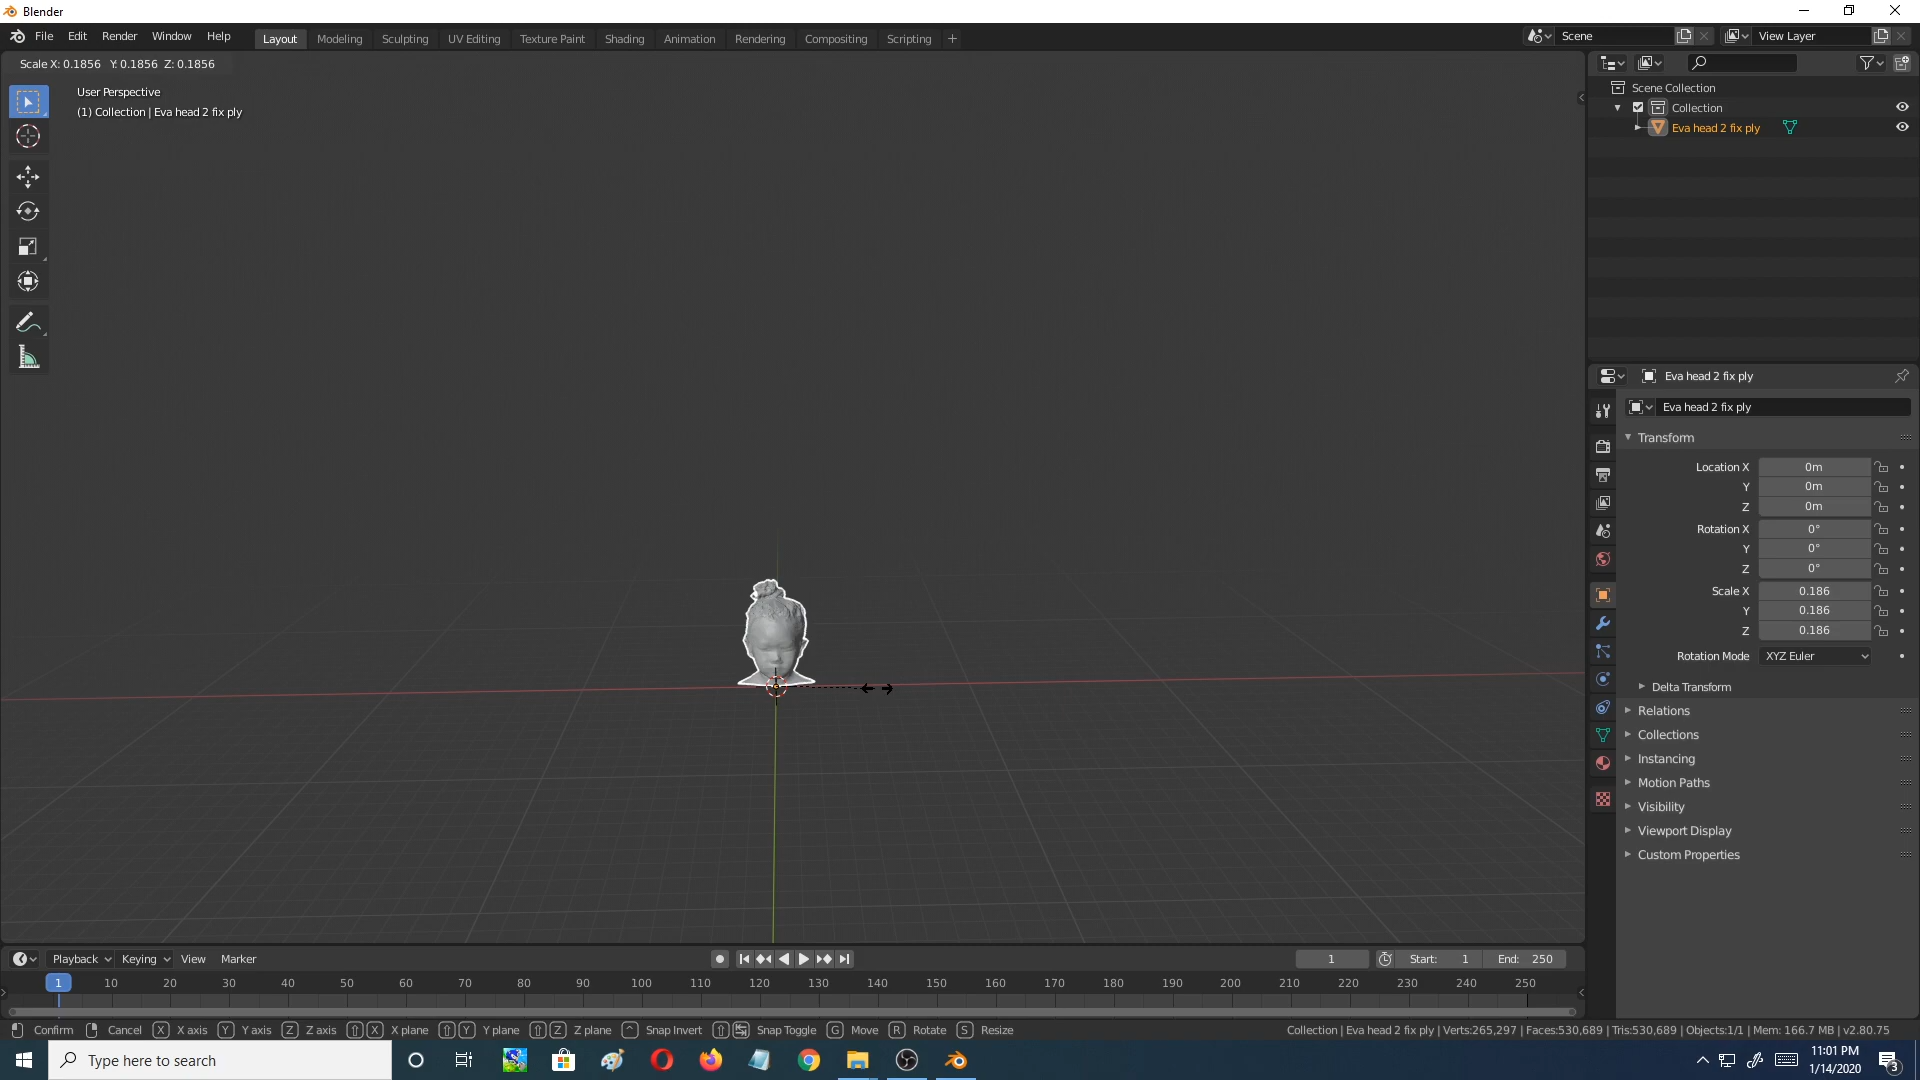 Blender
File Edit Render Window Help Layout Modeling Sculpting UV Editing Texture Paint Shading Animation Rendering Compositing Scripting + Scene View Layer
Scale X: 0.1856 Y: 0.1856 Z: 0.1856
User Perspective
(1) Collection | Eva head 2 fix ply
Scene Collection
Collection
Eva head 2 fix ply
Eva head 2 fix ply
Eva head 2 fix ply
Transform
Location X 0m
Y 0m
Z 0m
Rotation X 0°
Y 0°
Z 0°
Scale X 0.186
Y 0.186
Z 0.186
Rotation Mode XYZ Euler
Delta Transform
Relations
Collections
Instancing
Motion Paths
Visibility
Viewport Display
Custom Properties
Playback Keying View Marker 1 Start: 1 End: 250
1 10 20 30 40 50 60 70 80 90 100 110 120 130 140 150 160 170 180 190 200 210 220 230 240 250
Confirm Cancel X X axis Y Y axis Z Z axis X X plane Y Y plane Z Z plane Snap Invert Snap Toggle G Move R Rotate S Resize Collection | Eva head 2 fix ply | Verts:265,297 | Faces:530,689 | Tris:530,689 | Objects:1/1 | Mem: 166.7 MB | v2.80.75
Type here to search
11:01 PM
1/14/2020
3